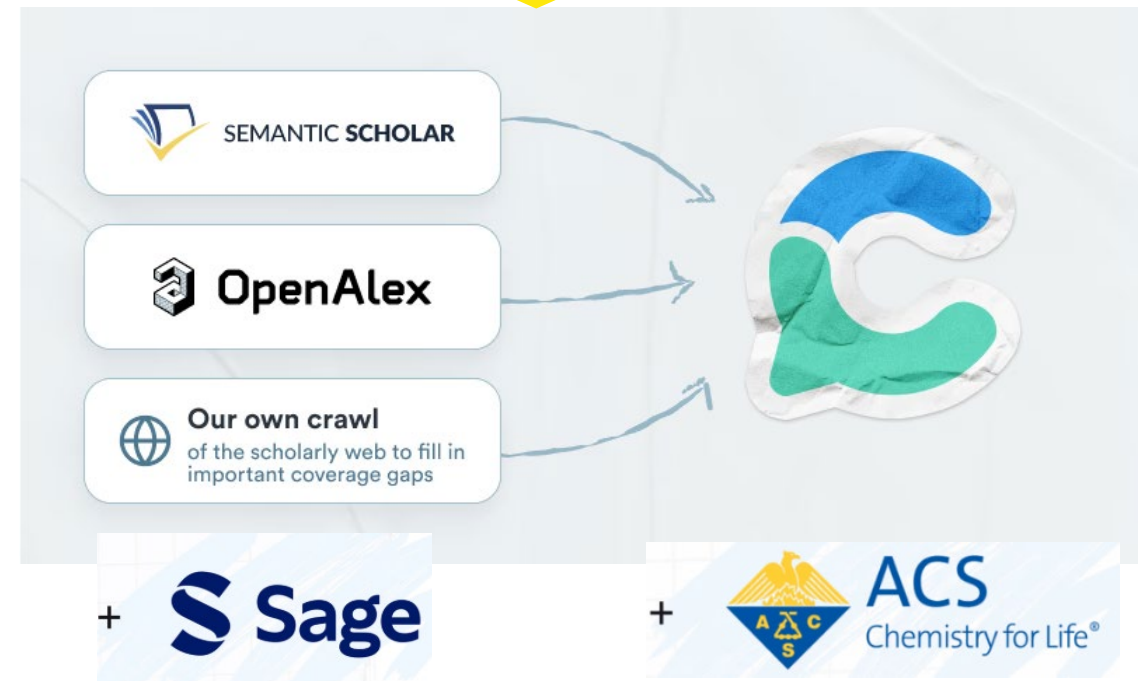 SEMANTIC SCHOLAR
OpenAlex
Our own crawl
of the scholarly web to fill in
important coverage gaps
+ Sage
+ ACS
Chemistry for Life®
A C S